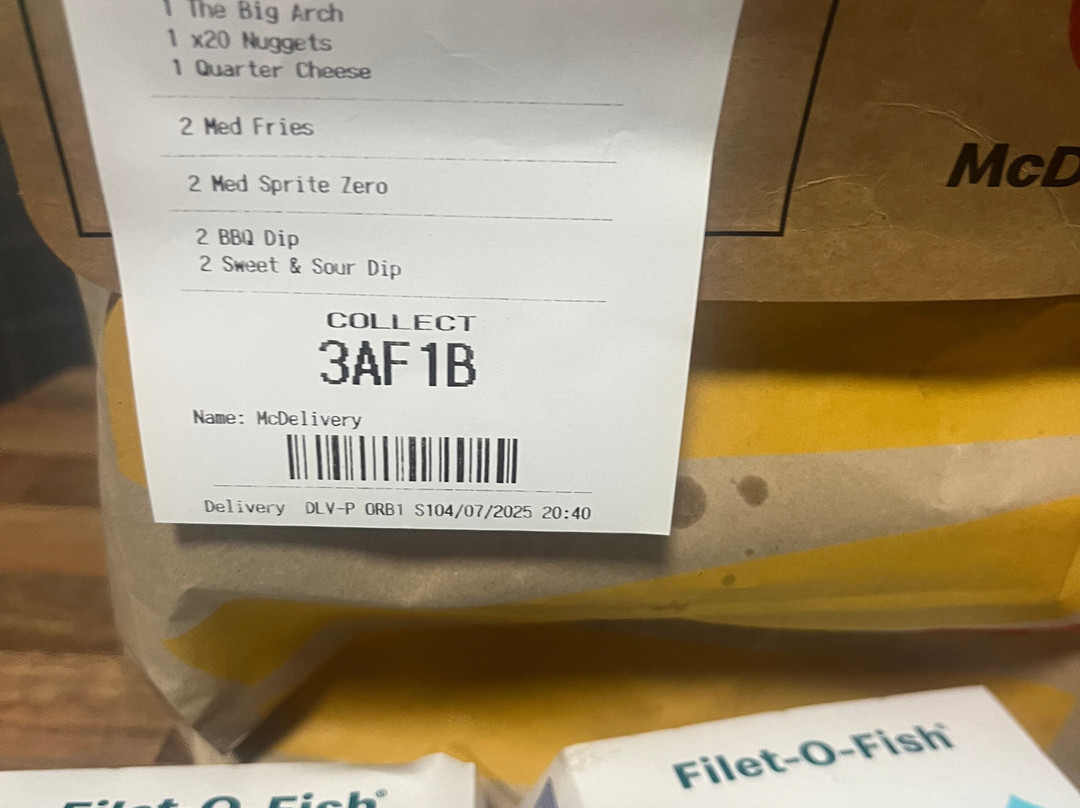 1 The Big Arch
1 x20 Nuggets
1 Quarter Cheese
2 Med Fries
2 Med Sprite Zero
2 BBQ Dip
2 Sweet & Sour Dip
COLLECT
3AF1B
Name: McDelivery
Delivery DLV-P ORB1 S104/07/2025 20:40
McD
Filet-O-Fish®
Filet-O-Fish®